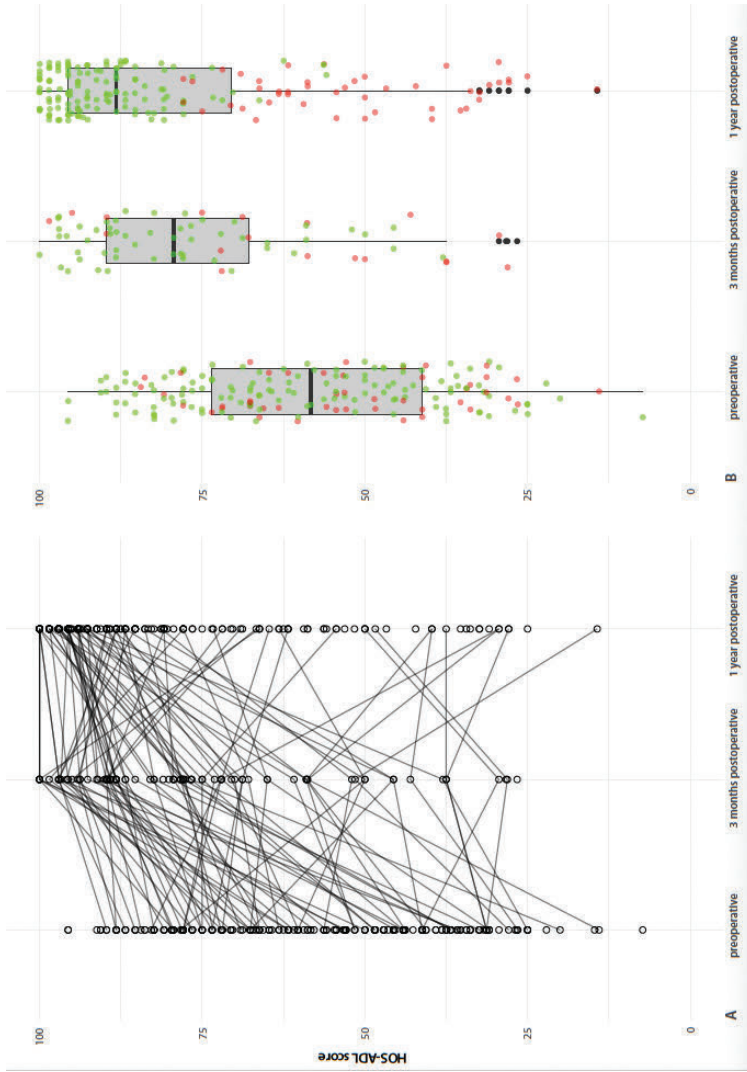 HOS-ADL score
100
75
50
25
0
preoperative
3 months postoperative
1 year postoperative
A
100
75
50
25
0
preoperative
3 months postoperative
1 year postoperative
B